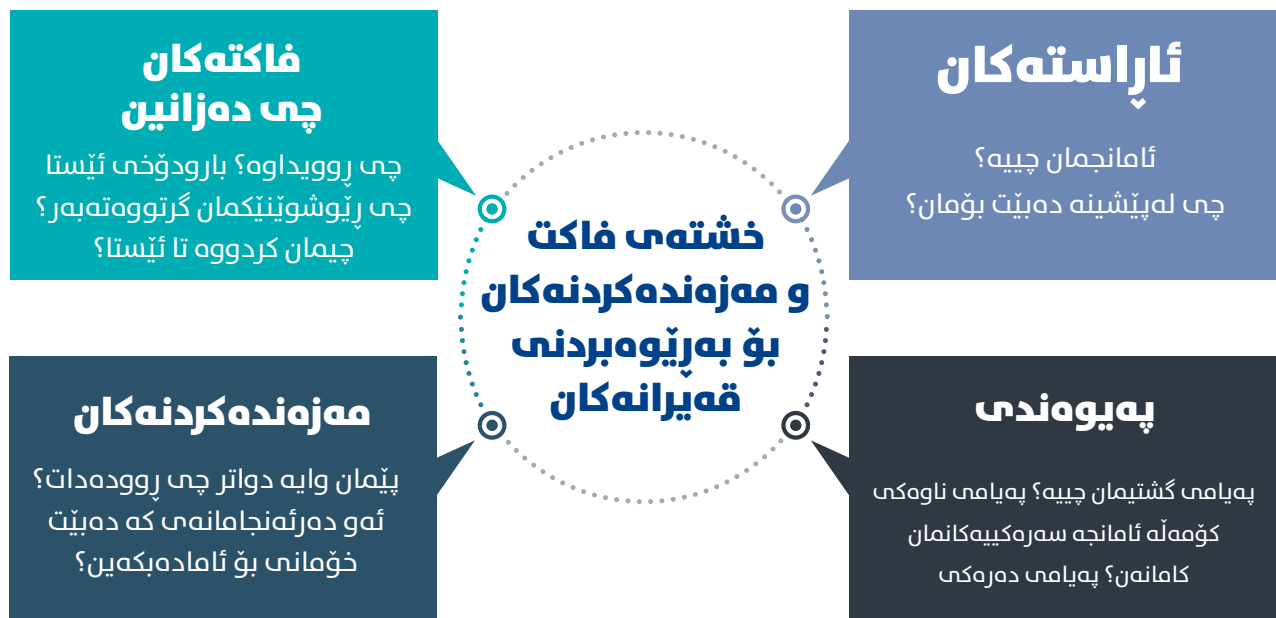 ئاڕاستەکان
ئامانجمان چییە؟
چی لەپێشینە دەبێت بۆمان؟
فاکتەکان
چی دەزانین
چی ڕوویداوە؟ بارودۆخی ئێستا
چی ڕێوشوێنێکمان گرتووەتەبەر؟
چیمان کردووە تا ئێستا؟
خشتەی فاکت
و مەزەندەکردنەکان
بۆ بەڕێوەبردنی
قەیرانەکان
پەیوەندی
پەیامی گشتیمان چییە؟ پەیامی ناوەکی
کۆمەڵە ئامانجە سەرەکییەکانمان
کامانەن؟ پەیامی دەرەکی
مەزەندەکردنەکان
پێمان وایە دواتر چی ڕوودەدات؟
ئەو دەرئەنجامانەی کە دەبێت
خۆمانی بۆ ئامادەبکەین؟